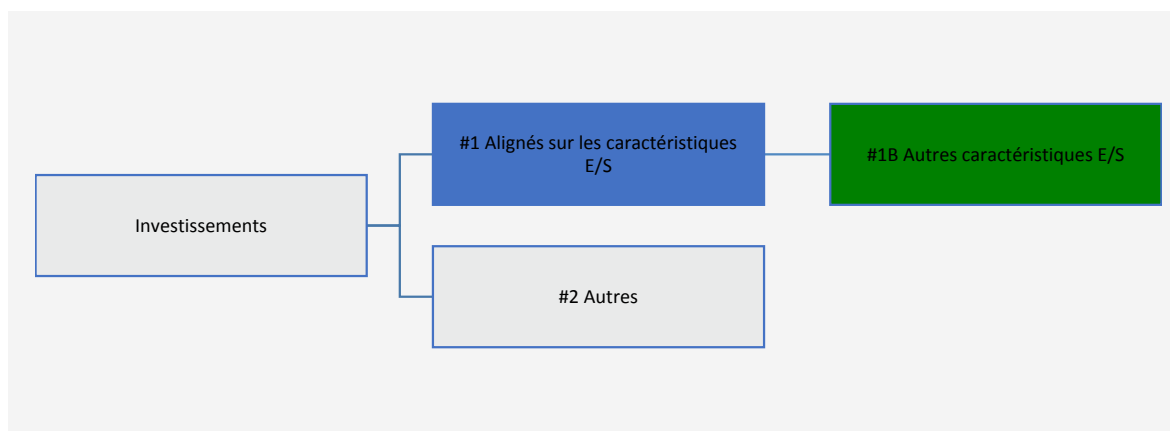 #1 Alignés sur les caractéristiques
E/S
#1B Autres caractéristiques E/S
Investissements
#2 Autres